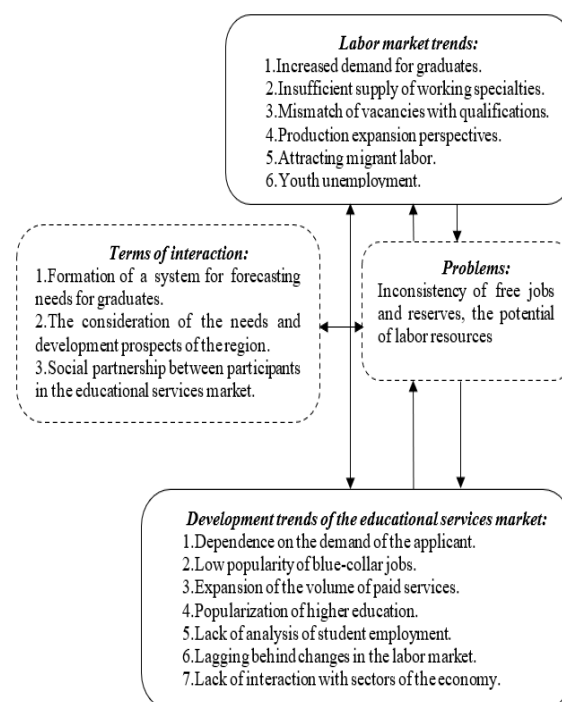 Labor market trends:
1.Increased demand for graduates.
2.Insufficient supply of working specialties.
3.Mismatch of vacancies with qualifications.
4.Production expansion perspectives.
5.Attracting migrant labor.
6.Youth unemployment.
Terms of interaction:
1.Formation of a system for forecasting
needs for graduates.
2.The consideration of the needs and
development prospects of the region.
3.Social partnership between participants
in the educational services market.
Problems:
Inconsistency of free jobs
and reserves, the potential
of labor resources
Development trends of the educational services market:
1.Dependence on the demand of the applicant.
2.Low popularity of blue-collar jobs.
3.Expansion of the volume of paid services.
4.Popularization of higher education.
5.Lack of analysis of student employment.
6.Lagging behind changes in the labor market.
7.Lack of interaction with sectors of the economy.